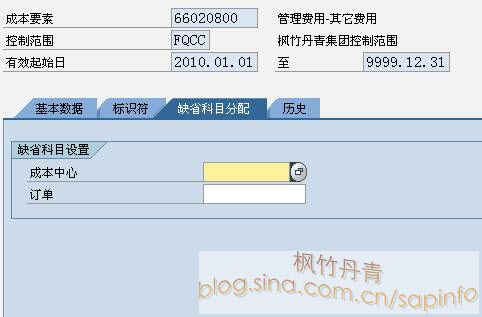 成本要素 66020800 管理费用-其它费用
控制范围 FQCC 枫竹丹青集团控制范围
有效起始日 2010.01.01 至 9999.12.31
基本数据 标识符 缺省科目分配 历史
缺省科目设置
成本中心
订单
枫竹丹青
blog.sina.com.cn/sapinfo